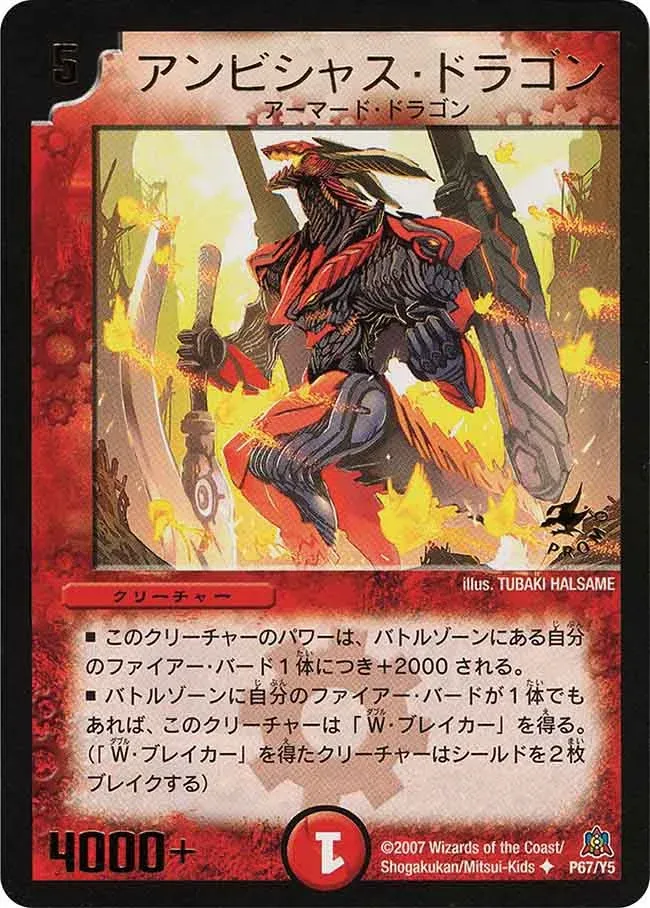 5
アンビシャス・ドラゴン
アーマード・ドラゴン
PROMO
illus. TUBAKI HALSAME
クリーチャー
■ このクリーチャーのパワーは、バトルゾーンにある自分
のファイアー・バード1体につき+2000 される。
■ バトルゾーンに自分のファイアー・バードが1体でも
あれば、このクリーチャーは「W・ブレイカー」を得る。
(「W・ブレイカー」を得たクリーチャーはシールドを2枚
ブレイクする)
4000+
1
©2007 Wizards of the Coast/
Shogakukan/Mitsui-Kids
P67/Y5